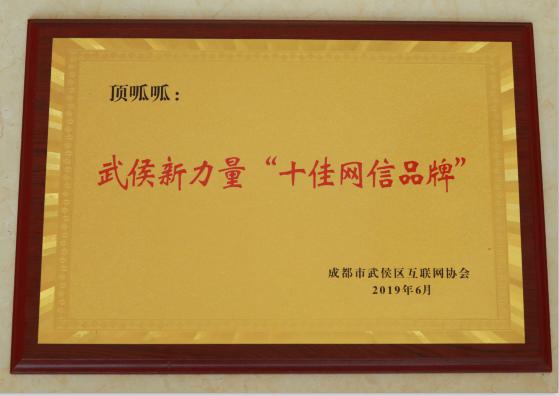 顶呱呱：
武侯新力量“十佳网信品牌”
成都市武侯区互联网协会
2019年6月